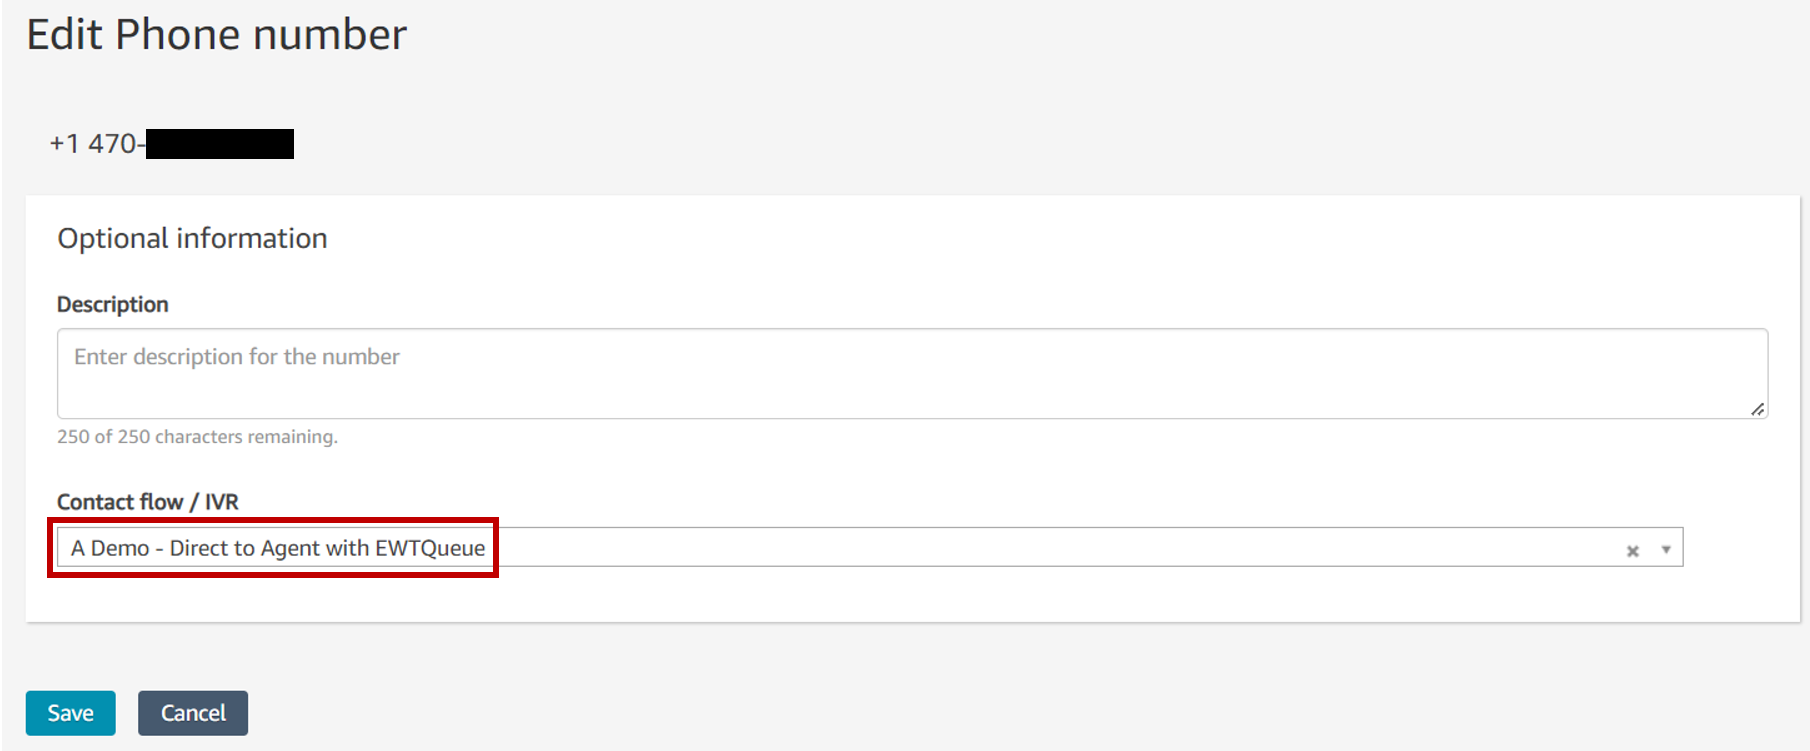 Edit Phone number
+1 470-
Optional information
Description
Enter description for the number
250 of 250 characters remaining.
Contact flow / IVR
A Demo - Direct to Agent with EWTQueue
Save
Cancel